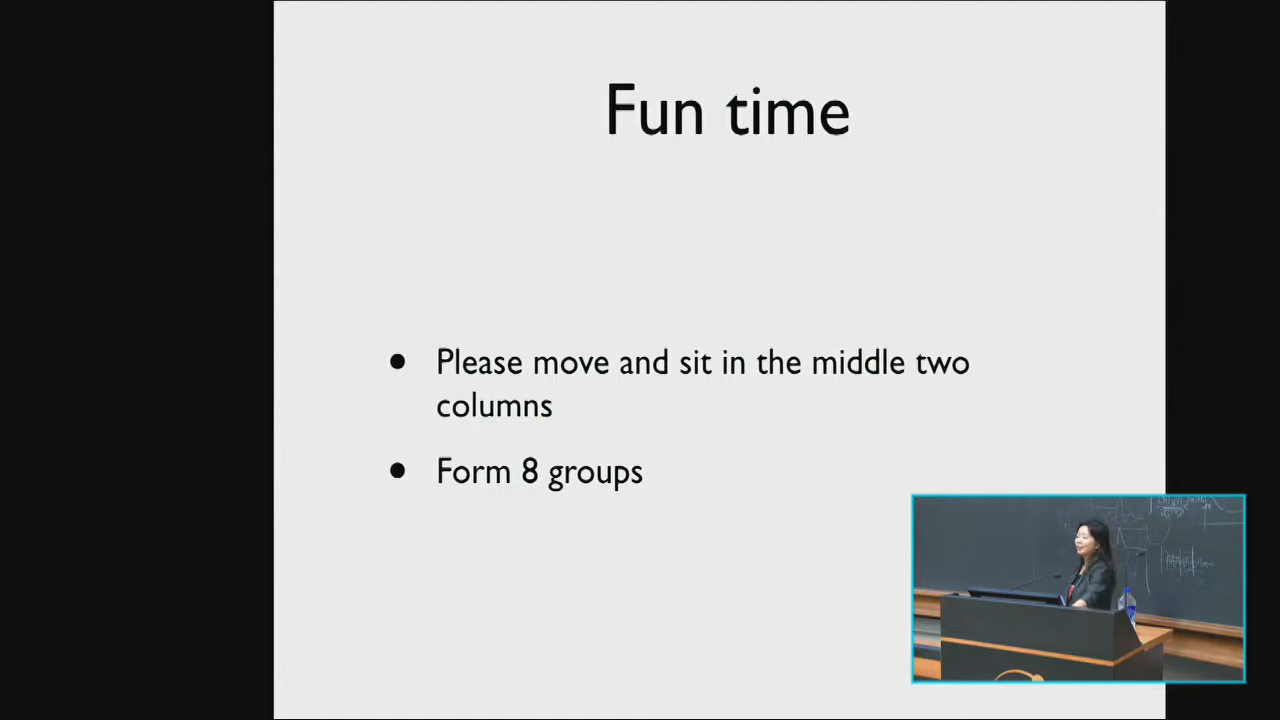 Fun time
● Please move and sit in the middle two
columns
● Form 8 groups